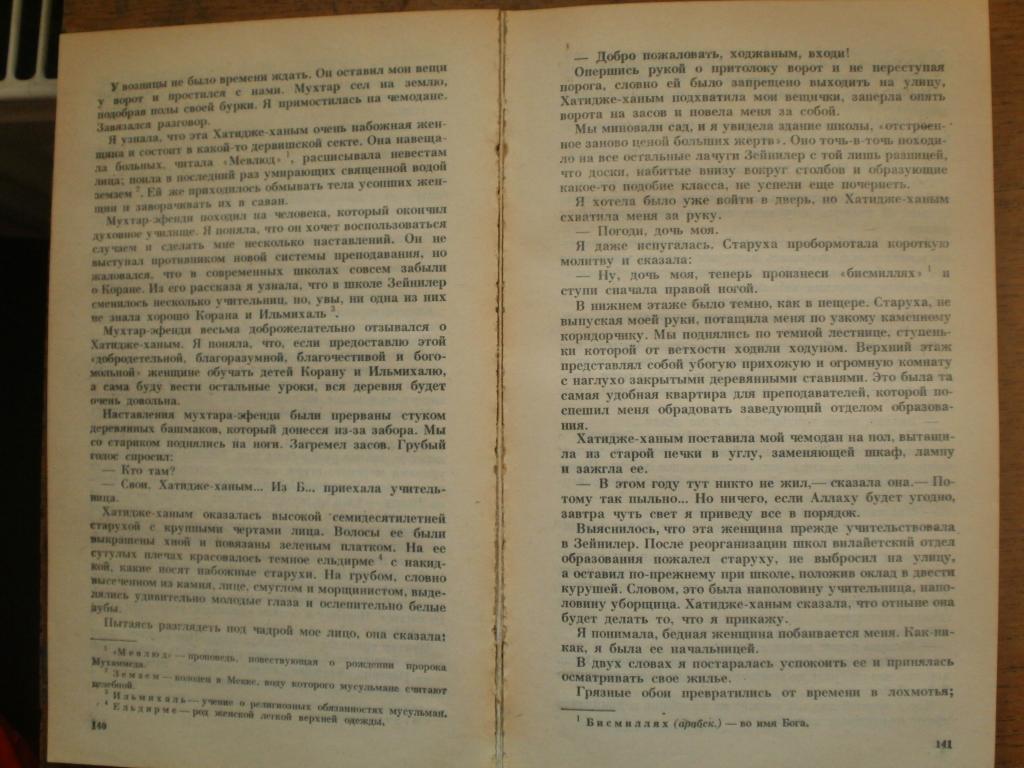 У возницы не было времени ждать. Он оставил мои вещи
у ворот и простился с нами. Мухтар сел на землю,
подобрав полы своей бурки. Я примостилась на чемодане.
Завязался разговор.
Я узнала, что эта Хатидже-ханым очень набожная жен-
щина и состоит в какой-то дервишской секте. Она навеща-
ла больных, читала «Мевлюд» 1, расписывала невестам
лица; поила в последний раз умирающих священной водой
земзем 2. Ей же приходилось обмывать тела усопших жен-
щин и заворачивать их в саван.
Мухтар-эфенди походил на человека, который окончил
духовное училище. Я поняла, что он хочет воспользоваться
случаем и сделать мне несколько наставлений. Он не
выступал противником новой системы преподавания, но
жаловался, что в современных школах совсем забыли
о Коране. Из его рассказа я узнала, что в школе Зейнилер
сменилось несколько учительниц, но, увы, ни одна из них
не знала хорошо Корана и Ильмихаль 3.
Мухтар-эфенди весьма доброжелательно отзывался о
Хатидже-ханым. Я поняла, что, если предоставлю этой
«добродетельной, благоразумной, благочестивой и бого-
мольной» женщине обучать детей Корану и Ильмихалю,
а сама буду вести остальные уроки, вся деревня будет
очень довольна.
Наставления мухтара-эфенди были прерваны стуком
деревянных башмаков, который донесся из-за забора. Мы
со стариком поднялись на ноги. Загремел засов. Грубый
голос спросил:
— Кто там?
— Свои, Хатидже-ханым... Из Б... приехала учитель-
ница.
Хатидже-ханым оказалась высокой семидесятилетней
старухой с крупными чертами лица. Волосы ее были
выкрашены хной и повязаны зеленым платком. На ее
сутулых плечах красовалось темное ельдирме 4 с накид-
кой, какие носят набожные старухи. На грубом, словно
высеченном из камня, лице, смуглом и морщинистом, выде-
лялись удивительно молодые глаза и ослепительно белые
зубы.
Пытаясь разглядеть под чадрой мое лицо, она сказала:
1 «Мевлюд» — проповедь, повествующая о рождении пророка
Мухаммеда.
2 Земзем — колодец в Мекке, воду которого мусульмане считают
целебной.
3 Ильмихаль — учение о религиозных обязанностях мусульман.
4 Ельдирме — род женской легкой верхней одежды.
140
— Добро пожаловать, ходжаным, входи!
Опершись рукой о притолоку ворот и не переступая
порога, словно ей было запрещено выходить на улицу,
Хатидже-ханым подхватила мои вещички, заперла опять
ворота на засов и повела меня за собой.
Мы миновали сад, и я увидела здание школы, «отстроен-
ное заново ценой больших жертв». Оно точь-в-точь походи-
ло на все остальные лачуги Зейнилер с той лишь разницей,
что доски, набитые внизу вокруг столбов и образующие
какое-то подобие класса, не успели еще почернеть.
Я хотела было уже войти в дверь, но Хатидже-ханым
схватила меня за руку.
— Погоди, дочь моя.
Я даже испугалась. Старуха пробормотала короткую
молитву и сказала:
— Ну, дочь моя, теперь произнеси «бисмиллях» 1 и
ступи сначала правой ногой.
В нижнем этаже было темно, как в пещере. Старуха, не
выпуская моей руки, потащила меня по узкому каменному
коридорчику. Мы поднялись по темной лестнице, ступень-
ки которой от ветхости ходили ходуном. Верхний этаж
представлял собой убогую прихожую и огромную комнату
с наглухо закрытыми деревянными ставнями. Это была та
самая удобная квартира для преподавателей, которой по-
спешил меня обрадовать заведующий отделом образова-
ния.
Хатидже-ханым поставила мой чемодан на пол, вытащи-
ла из старой печки в углу, заменяющей шкаф, лампу
и зажгла ее.
— В этом году тут никто не жил,— сказала она.— По-
тому так пыльно... Но ничего, если Аллаху будет угодно,
завтра чуть свет я приведу все в порядок.
Выяснилось, что эта женщина прежде учительствовала
в Зейнилер. После реорганизации школ вилайетский отдел
образования пожалел старуху, не выбросил на улицу,
а оставил по-прежнему при школе, положив оклад в двести
курушей. Словом, это была наполовину учительница, напо-
ловину уборщица. Хатидже-ханым сказала, что отныне она
будет делать то, что я прикажу.
Я понимала, бедная женщина побаивается меня. Как-ни-
как, я была ее начальницей.
В двух словах я постаралась успокоить ее и принялась
осматривать свое жилье.
Грязные обои превратились от времени в лохмотья;
1 Бисмиллях (арабск.) — во имя Бога.
141